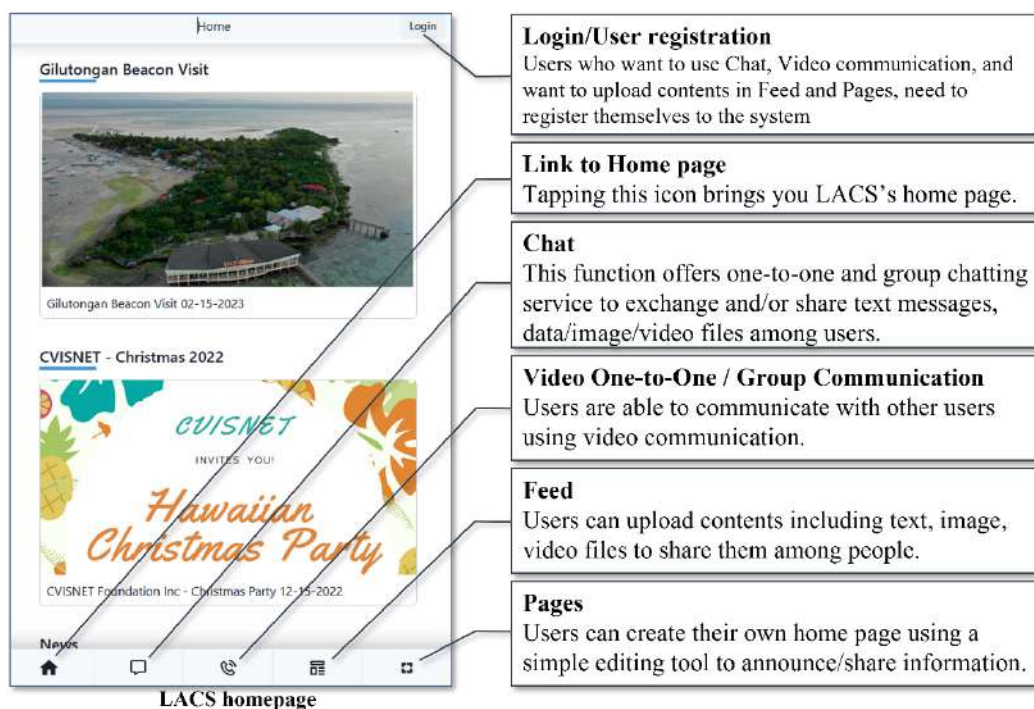 Home
Login
Gilutongan Beacon Visit
Gilutongan Beacon Visit 02-15-2023
CVISNET - Christmas 2022
CVISNET
INVITES YOU!
Hawaiian
Christmas Party
CVISNET Foundation Inc - Christmas Party 12-15-2022
News
LACS homepage
Login/User registration
Users who want to use Chat, Video communication, and
want to upload contents in Feed and Pages, need to
register themselves to the system
Link to Home page
Tapping this icon brings you LACS's home page.
Chat
This function offers one-to-one and group chatting
service to exchange and/or share text messages,
data/image/video files among users.
Video One-to-One / Group Communication
Users are able to communicate with other users
using video communication.
Feed
Users can upload contents including text, image,
video files to share them among people.
Pages
Users can create their own home page using a
simple editing tool to announce/share information.